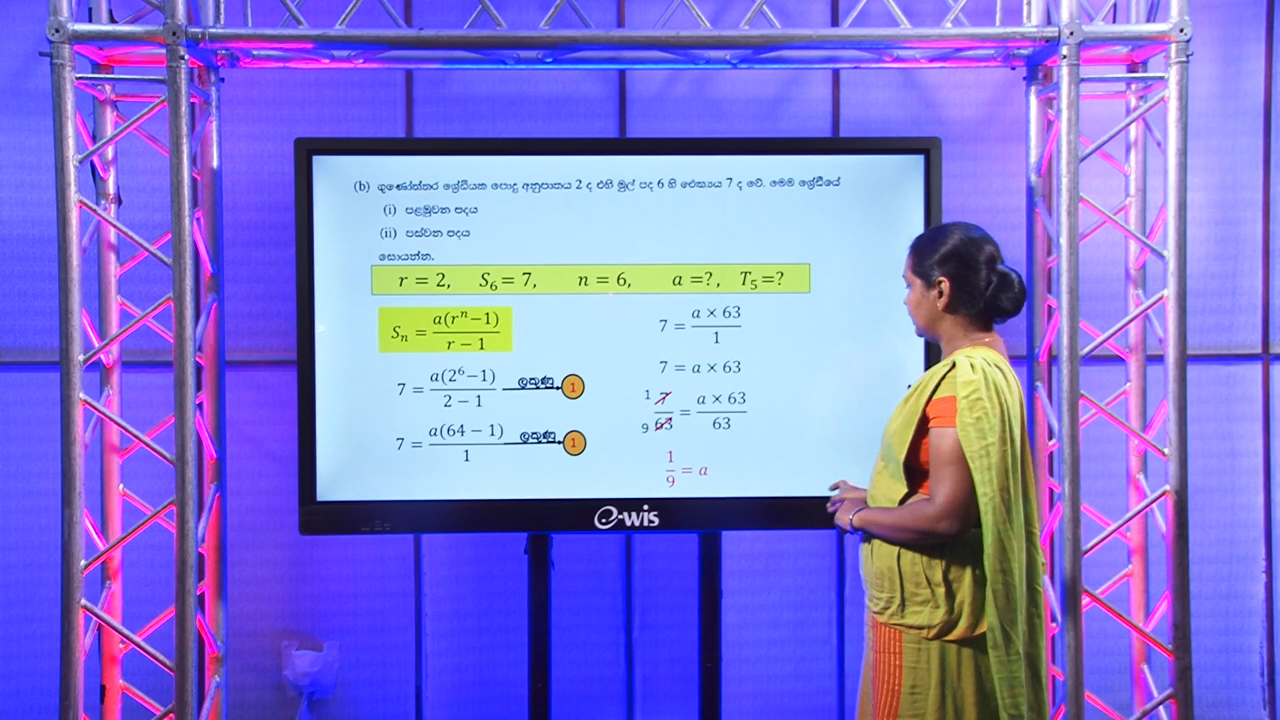 (b) ගුණෝත්තර ශ්‍රේඪියක පොදු අනුපාතය 2 ද එහි මුල් පද 6 හි ඓක්‍යය 7 ද වේ. මෙම ශ්‍රේඪියේ
(i) පළමුවන පදය
(ii) පස්වන පදය
සොයන්න.
r = 2, S₆ = 7, n = 6, a =?, T₅ =?
Sₙ = a(rⁿ−1) / r − 1
7 = a(2⁶−1) / 2 − 1 ලකුණු 1
7 = a(64 − 1) / 1 ලකුණු 1
7 = a × 63 / 1
7 = a × 63
1 7 / 9 63 = a × 63 / 63
1 / 9 = a
e-wis